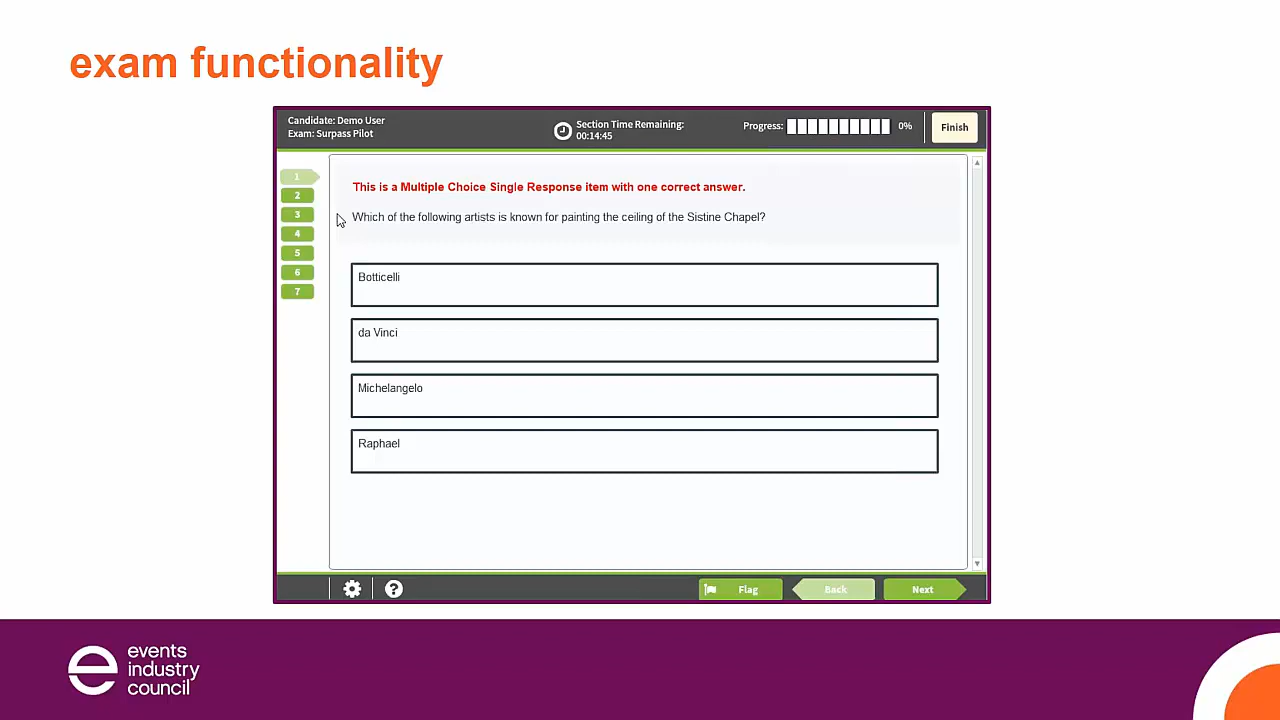 exam functionality
Candidate: Demo User
Exam: Surpass Pilot
Section Time Remaining:
00:14:45
Progress:
0%
Finish
1
2
3
4
5
6
7
This is a Multiple Choice Single Response item with one correct answer.
Which of the following artists is known for painting the ceiling of the Sistine Chapel?
Botticelli
da Vinci
Michelangelo
Raphael
?
Flag
Back
Next
events
industry
council